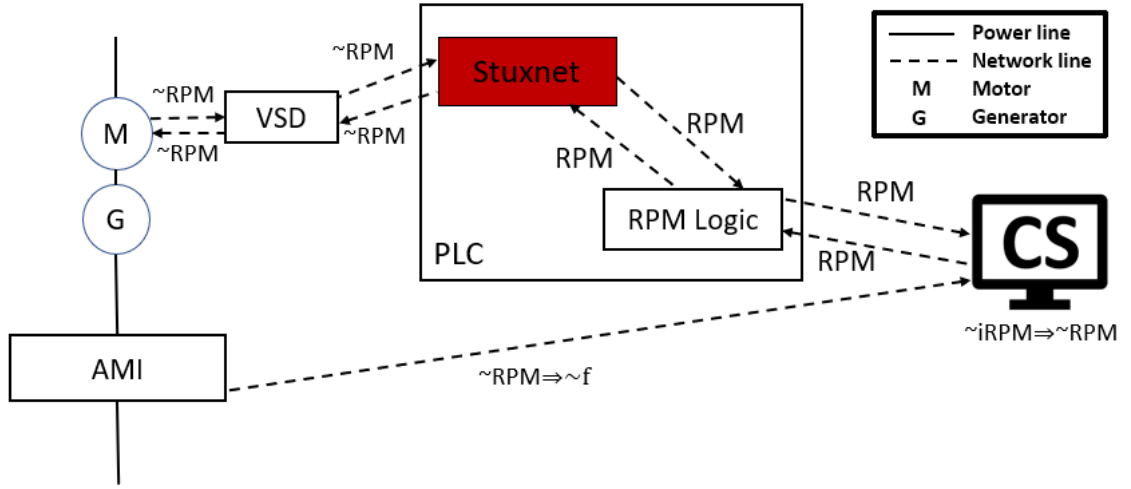 ~RPM
~RPM
M
VSD
~RPM
~RPM
G
Stuxnet
RPM
RPM
RPM Logic
PLC
RPM
RPM
CS
~iRPM⇒~RPM
AMI
~RPM⇒~f
Power line
Network line
M Motor
G Generator